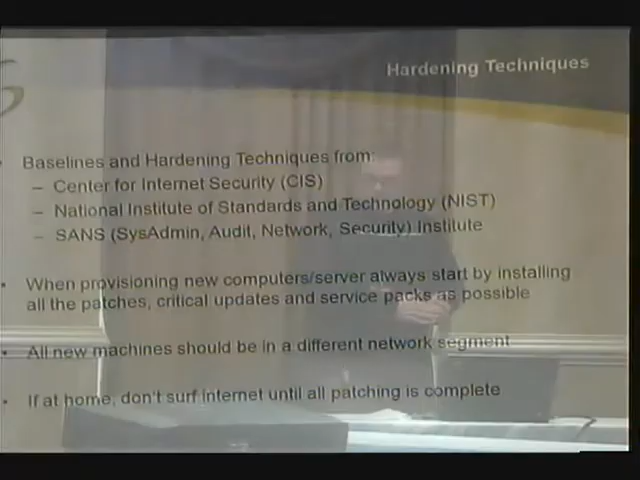 Hardening Techniques
Baselines and Hardening Techniques from:
– Center for Internet Security (CIS)
– National Institute of Standards and Technology (NIST)
– SANS (SysAdmin, Audit, Network, Security) Institute
• When provisioning new computers/server always start by installing
all the patches, critical updates and service packs as possible
• All new machines should be in a different network segment
• If at home, don't surf internet until all patching is complete